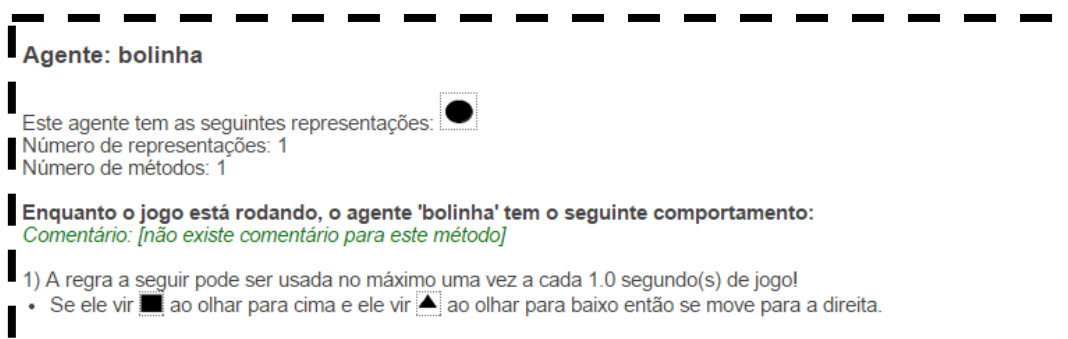 Agente: bolinha
Este agente tem as seguintes representações:
Número de representações: 1
Número de métodos: 1
Enquanto o jogo está rodando, o agente 'bolinha' tem o seguinte comportamento:
Comentário: [não existe comentário para este método]
1) A regra a seguir pode ser usada no máximo uma vez a cada 1.0 segundo(s) de jogo!
• Se ele vir ao olhar para cima e ele vir ao olhar para baixo então se move para a direita.